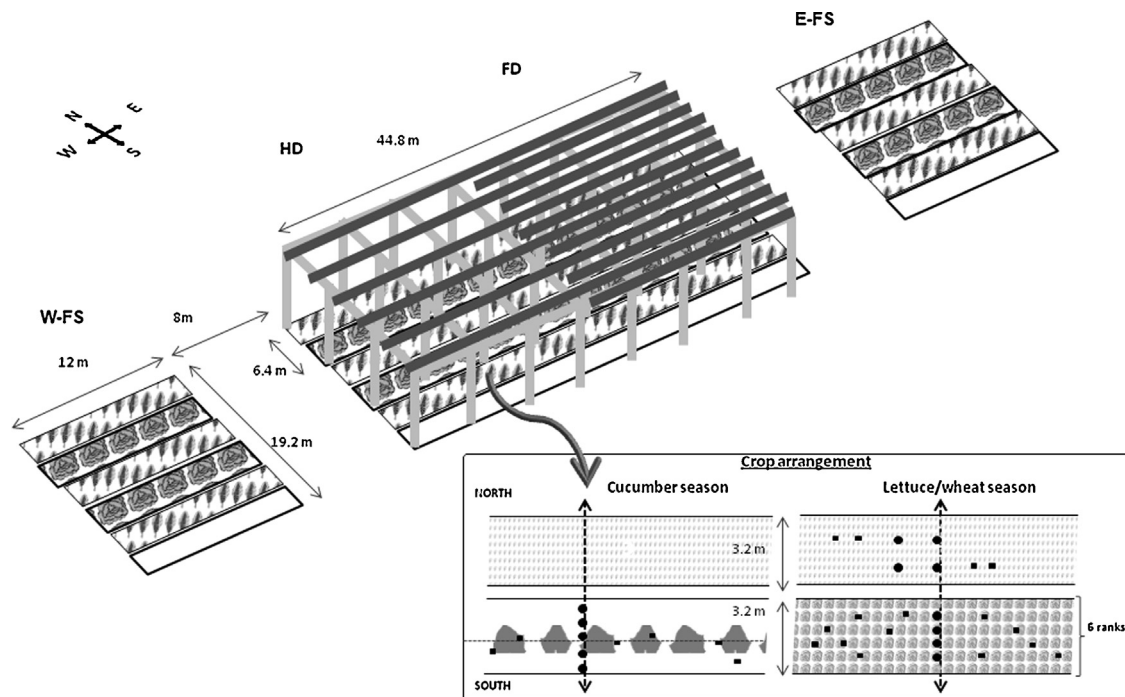 E-FS
FD
N
E
W
S
44.8 m
HD
W-FS
8m
12 m
6.4 m
19.2 m
Crop arrangement
NORTH
Cucumber season
Lettuce/wheat season
3.2 m
3.2 m
6 ranks
SOUTH